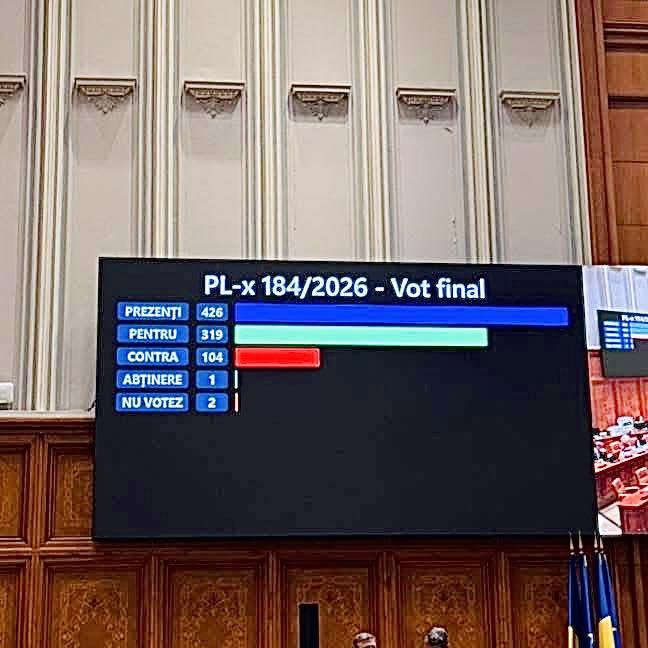 PL-x 184/2026 - Vot final
PREZENȚI 426
PENTRU 319
CONTRA 104
ABȚINERE 1
NU VOTEZ 2